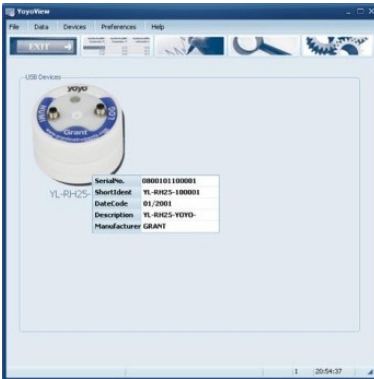 YoyoView
File Data Devices Preferences Help
EXIT
USB Devices
yoyo
Grant
YL-RH25-
SerialNo. 0800101100001
ShortIdent YL-RH25-100001
DateCode 01/2001
Description YL-RH25-YOYO-
Manufacturer GRANT
1 20:54:37